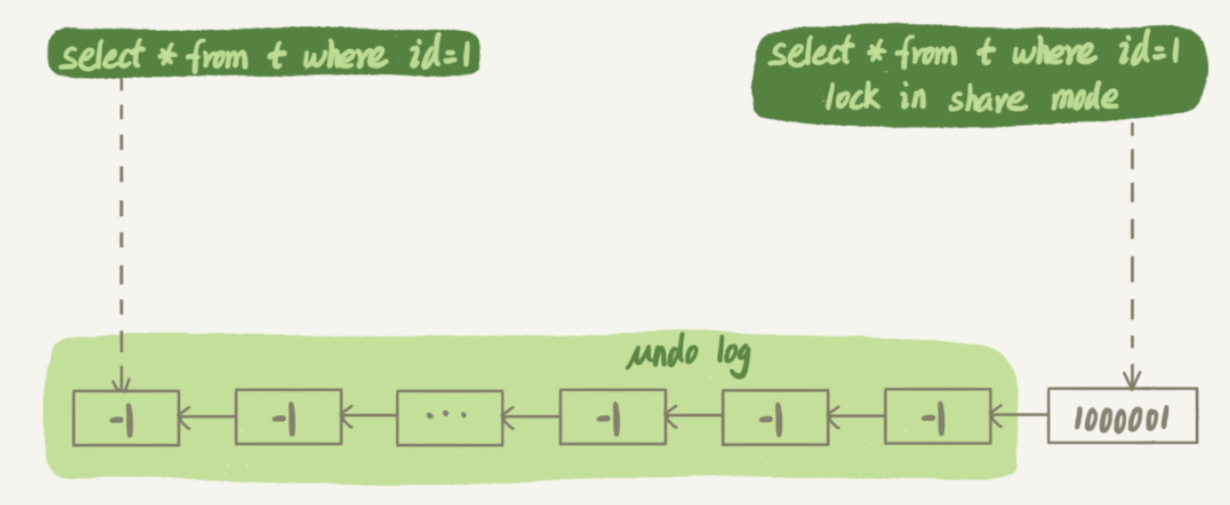 select * from t where id=1
select * from t where id=1
lock in share mode
undo log
-1
-1
...
-1
-1
-1
1000001